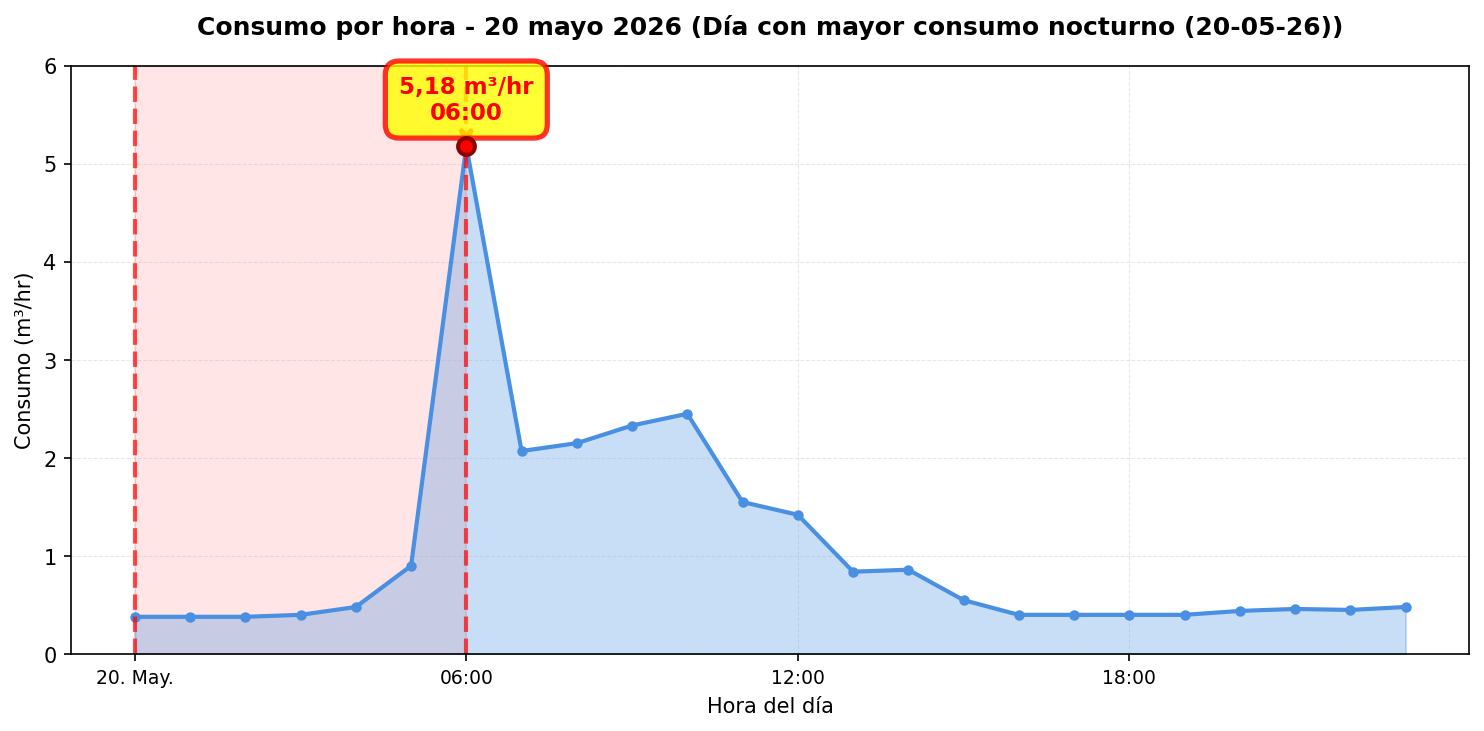 Consumo por hora - 20 mayo 2026 (Día con mayor consumo nocturno (20-05-26))
5,18 m³/hr
06:00
Consumo (m³/hr)
6
5
4
3
2
1
0
20. May.
06:00
12:00
18:00
Hora del día